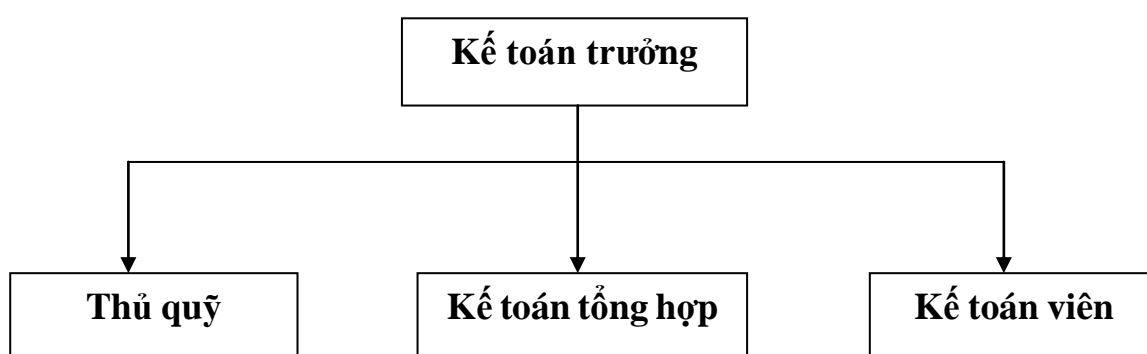 Kế toán trưởng
Thủ quỹ
Kế toán tổng hợp
Kế toán viên